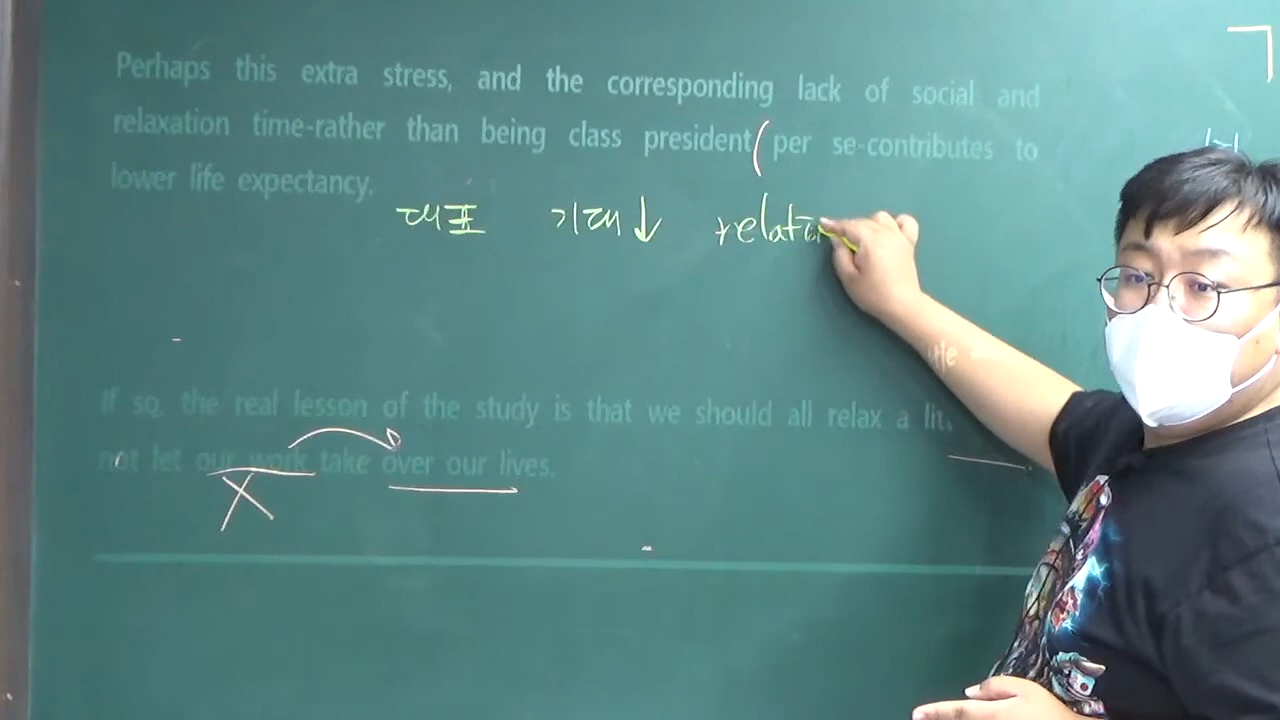 Perhaps this extra stress, and the corresponding lack of social and
relaxation time-rather than being class president (per se-contributes to
lower life expectancy.
대표 기대↓ relatio
If so, the real lesson of the study is that we should all relax a lit
not let our work take over our lives.
X